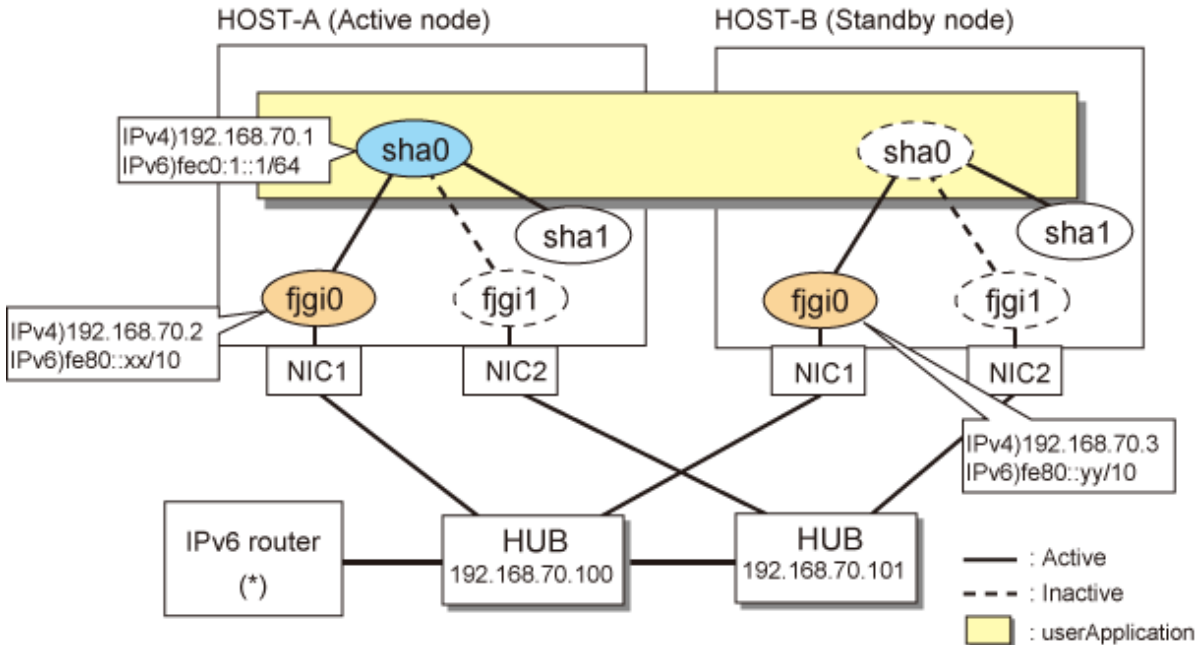 HOST-A (Active node)
HOST-B (Standby node)
IPv4)192.168.70.1
IPv6)fec0:1::1/64
sha0
sha0
sha1
sha1
fjgi0
fjgi1
fjgi0
fjgi1
IPv4)192.168.70.2
IPv6)fe80::xx/10
NIC1
NIC2
NIC1
NIC2
IPv4)192.168.70.3
IPv6)fe80::yy/10
IPv6 router
(*)
HUB
192.168.70.100
HUB
192.168.70.101
: Active
: Inactive
: userApplication